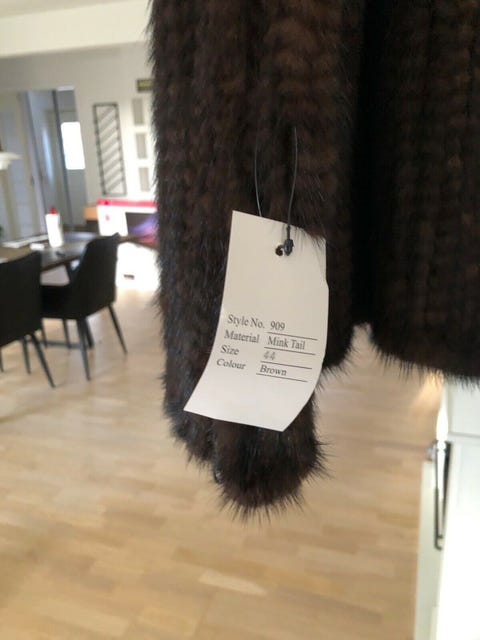 Style No. 909
Material Mink Tail
Size 44
Colour Brown